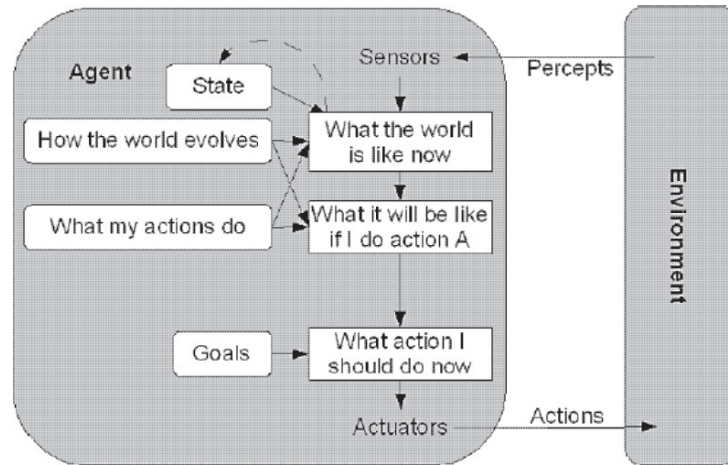 Agent
Sensors
Percepts
State
How the world evolves
What the world
is like now
What my actions do
What it will be like
if I do action A
Environment
Goals
What action I
should do now
Actuators
Actions